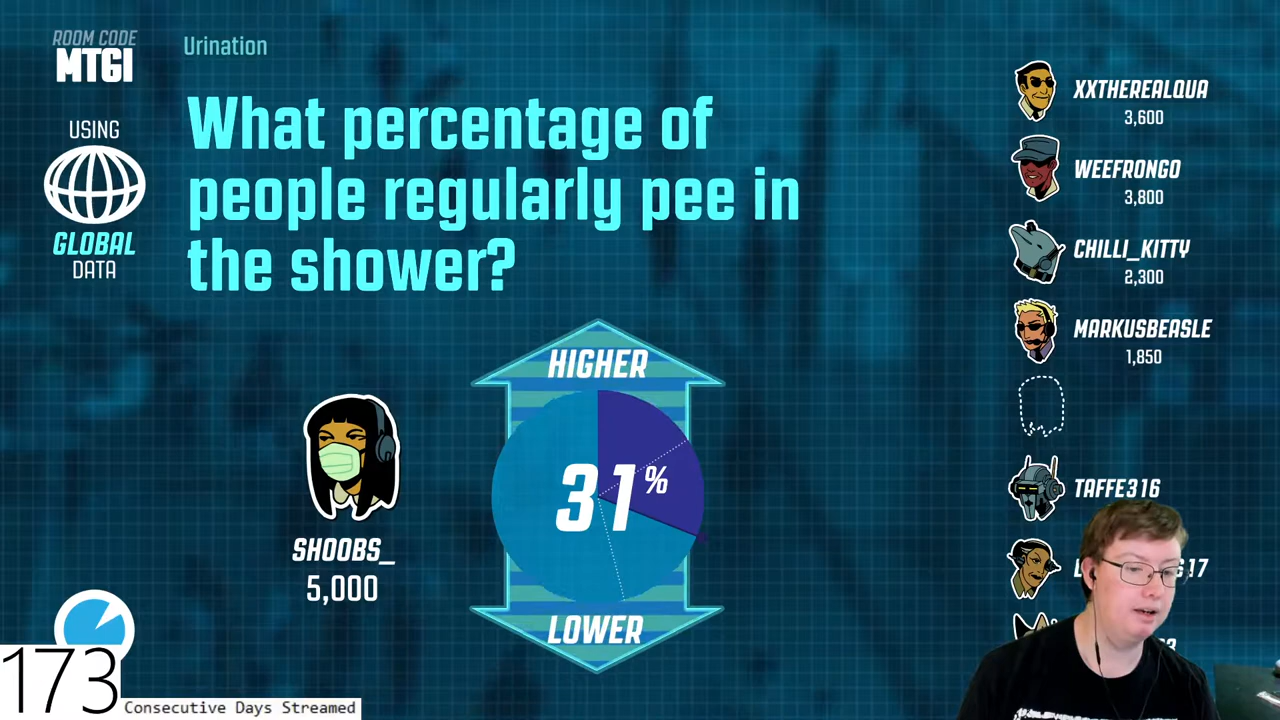 ROOM CODE
MTGI
Urination
USING
GLOBAL
DATA
What percentage of
people regularly pee in
the shower?
HIGHER
31%
LOWER
SHOOBS_
5,000
XXTHEREALQUA
3,600
WEEFRONGO
3,800
CHILLI_KITTY
2,300
MARKUSBEASLE
1,850
TAFFE316
173
Consecutive Days Streamed